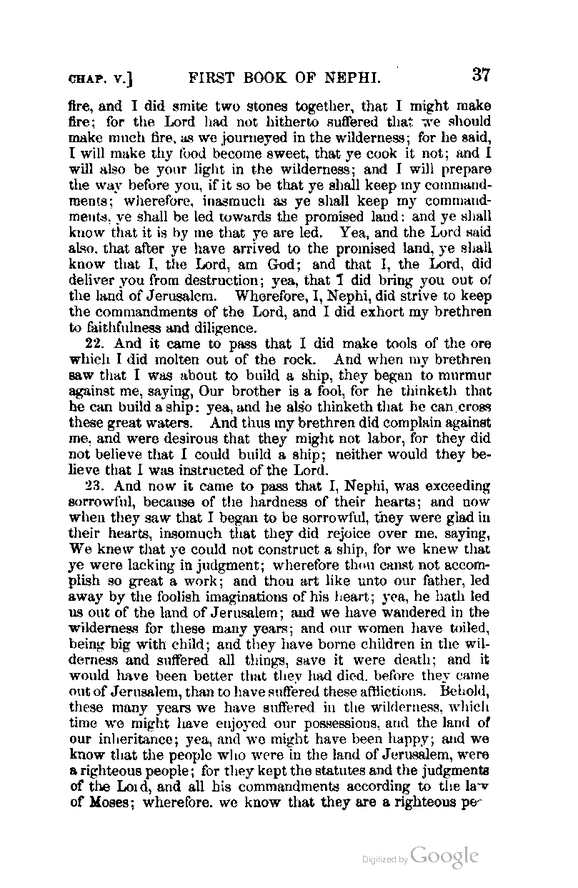 CHAP. V.] FIRST BOOK OF NEPHI. 37
fire, and I did smite two stones together, that I might make
fire; for the Lord had not hitherto suffered that we should
make much fire, as we journeyed in the wilderness; for he said,
I will make thy food become sweet, that ye cook it not; and I
will also be your light in the wilderness; and I will prepare
the way before you, if it so be that ye shall keep my command-
ments; wherefore, inasmuch as ye shall keep my command-
ments, ye shall be led towards the promised land: and ye shall
know that it is by me that ye are led. Yea, and the Lord said
also, that after ye have arrived to the promised land, ye shall
know that I, the Lord, am God; and that I, the Lord, did
deliver you from destruction; yea, that I did bring you out of
the land of Jerusalem. Wherefore, I, Nephi, did strive to keep
the commandments of the Lord, and I did exhort my brethren
to faithfulness and diligence.
22. And it came to pass that I did make tools of the ore
which I did molten out of the rock. And when my brethren
saw that I was about to build a ship, they began to murmur
against me, saying, Our brother is a fool, for he thinketh that
he can build a ship: yea, and he also thinketh that he can cross
these great waters. And thus my brethren did complain against
me, and were desirous that they might not labor, for they did
not believe that I could build a ship; neither would they be-
lieve that I was instructed of the Lord.
23. And now it came to pass that I, Nephi, was exceeding
sorrowful, because of the hardness of their hearts; and now
when they saw that I began to be sorrowful, they were glad in
their hearts, insomuch that they did rejoice over me, saying,
We knew that ye could not construct a ship, for we knew that
ye were lacking in judgment; wherefore thou canst not accom-
plish so great a work; and thou art like unto our father, led
away by the foolish imaginations of his heart; yea, he hath led
us out of the land of Jerusalem; and we have wandered in the
wilderness for these many years; and our women have toiled,
being big with child; and they have borne children in the wil-
derness and suffered all things, save it were death; and it
would have been better that they had died, before they came
out of Jerusalem, than to have suffered these afflictions. Behold,
these many years we have suffered in the wilderness, which
time we might have enjoyed our possessions, and the land of
our inheritance; yea, and we might have been happy; and we
know that the people who were in the land of Jerusalem, were
a righteous people; for they kept the statutes and the judgments
of the Lord, and all his commandments according to the law
of Moses; wherefore, we know that they are a righteous pe-
Digitized by Google